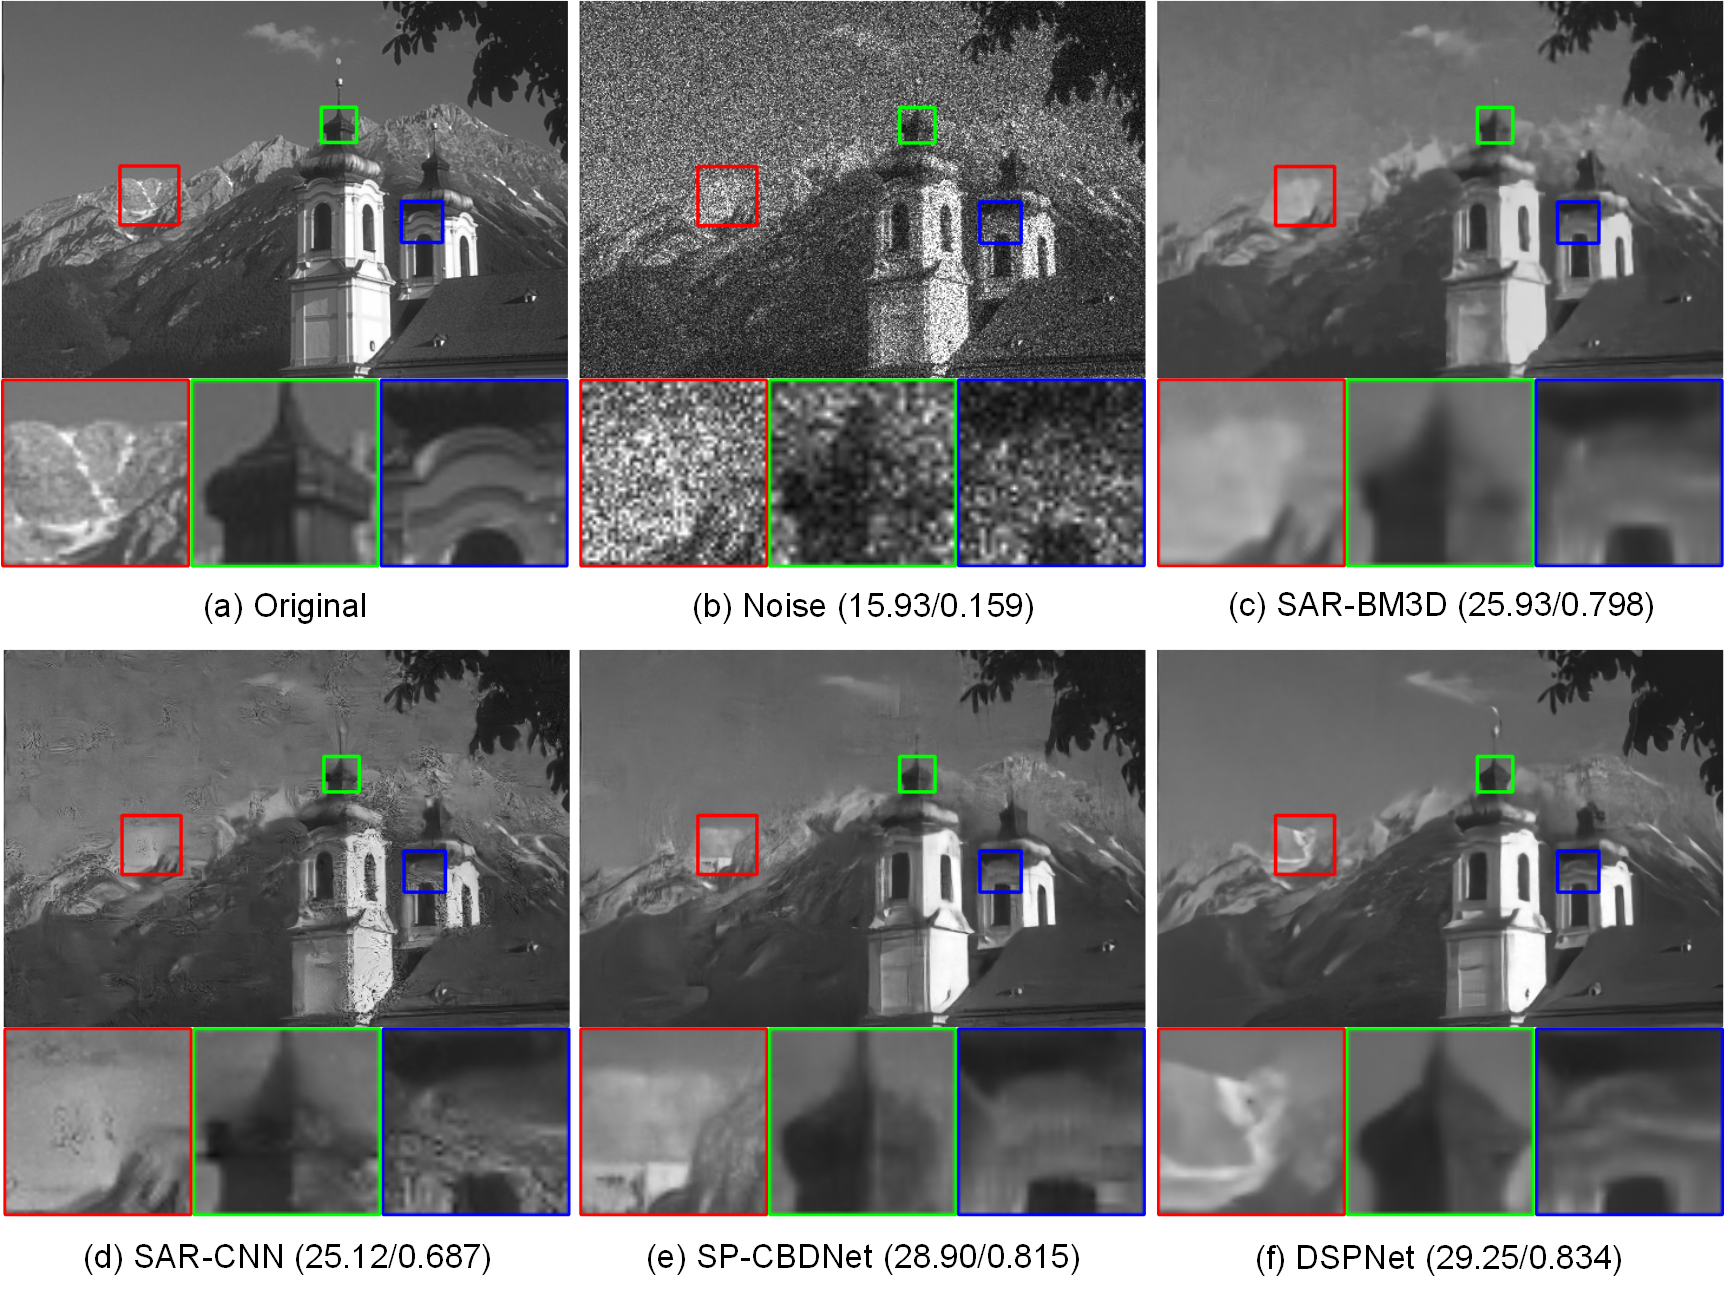 (a) Original
(b) Noise (15.93/0.159)
(c) SAR-BM3D (25.93/0.798)
(d) SAR-CNN (25.12/0.687)
(e) SP-CBDNet (28.90/0.815)
(f) DSPNet (29.25/0.834)